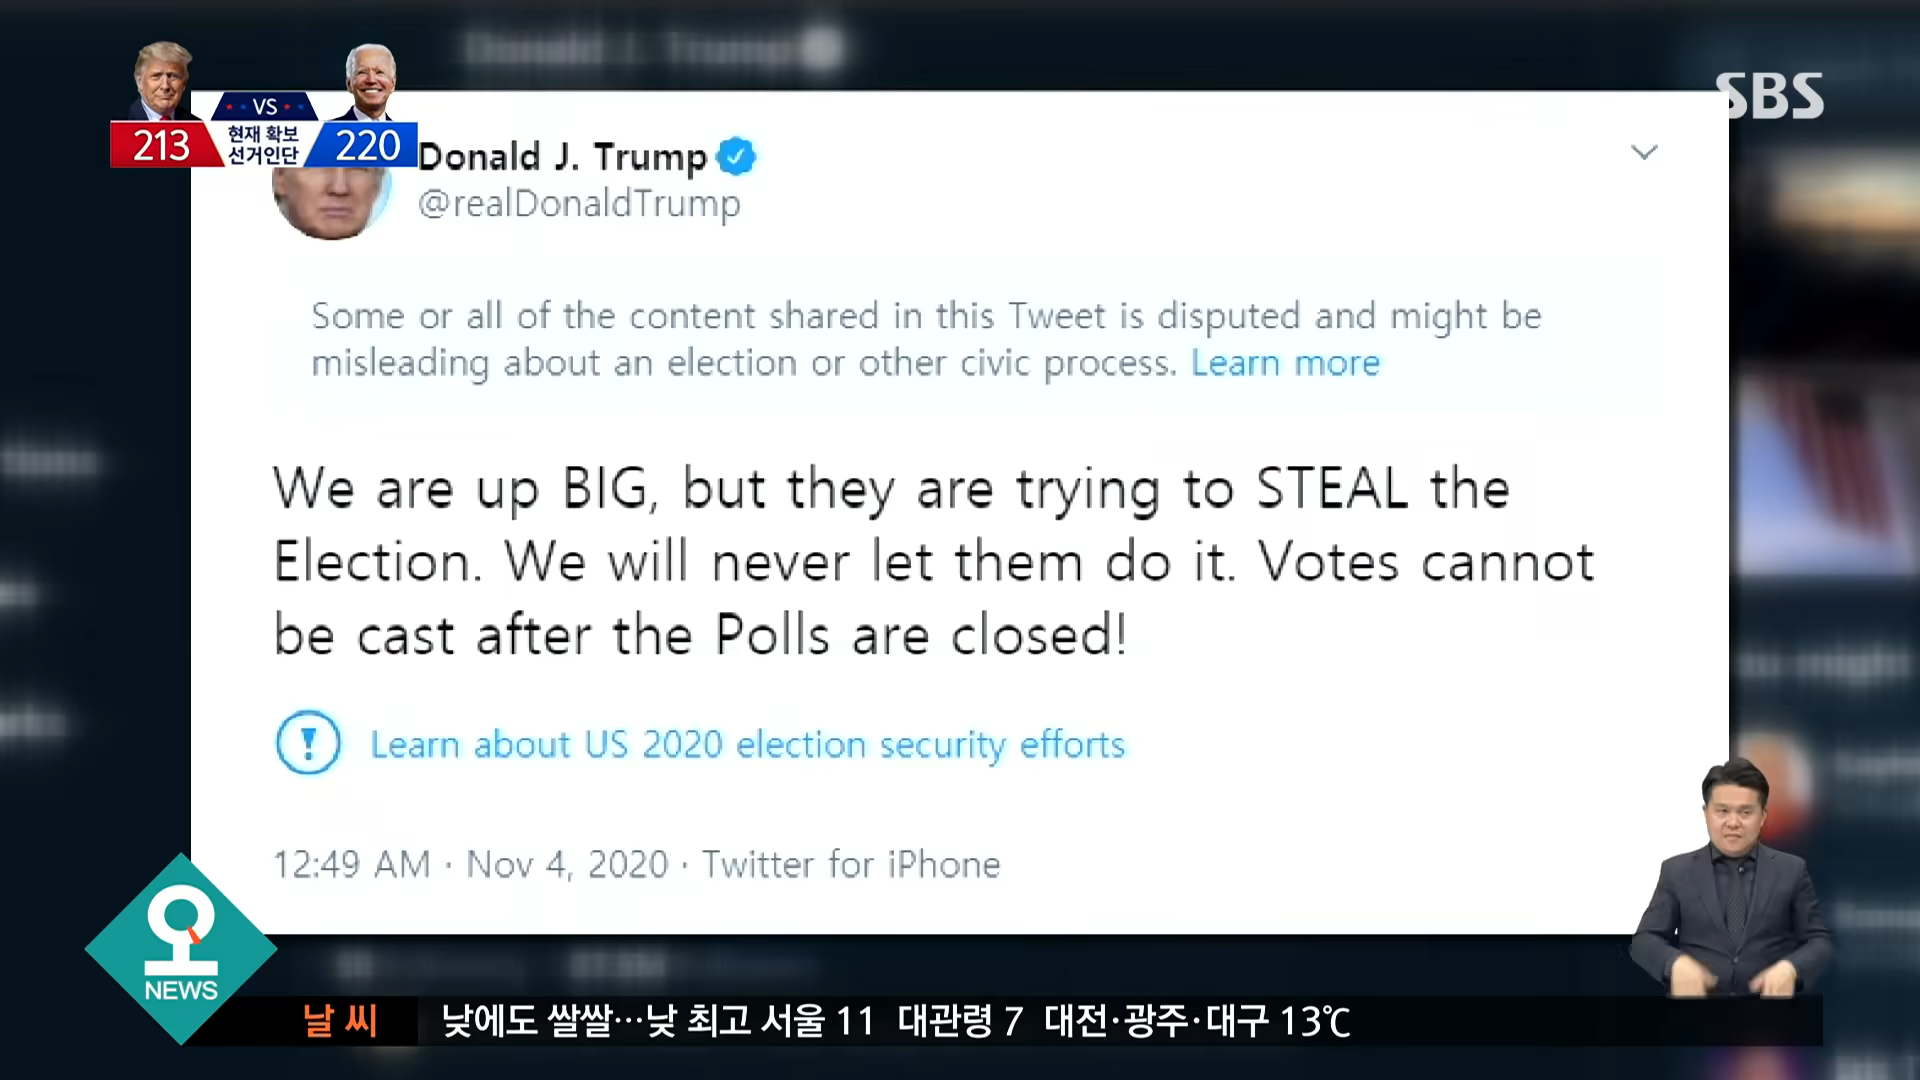 SBS
VS
213
현재 확보
선거인단
220
Donald J. Trump
@realDonaldTrump
Some or all of the content shared in this Tweet is disputed and might be
misleading about an election or other civic process. Learn more
We are up BIG, but they are trying to STEAL the
Election. We will never let them do it. Votes cannot
be cast after the Polls are closed!
Learn about US 2020 election security efforts
12:49 AM · Nov 4, 2020 · Twitter for iPhone
오
NEWS
날 씨
낮에도 쌀쌀…낮 최고 서울 11 대관령 7 대전·광주·대구 13℃